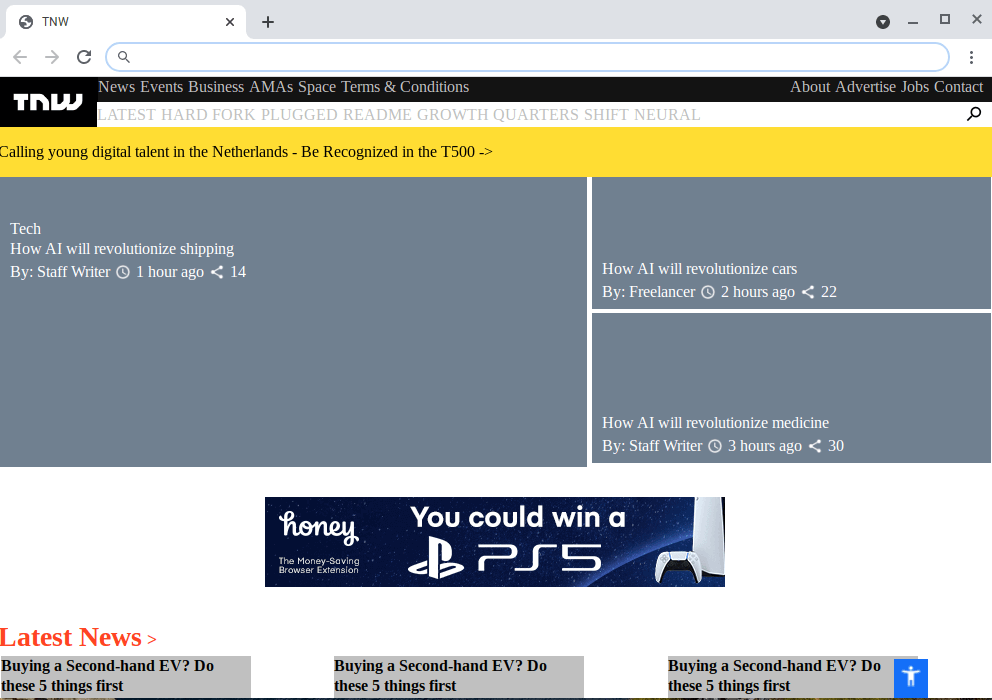 TNW
TNW
News Events Business AMAs Space Terms & Conditions
About Advertise Jobs Contact
LATEST HARD FORK PLUGGED README GROWTH QUARTERS SHIFT NEURAL
Calling young digital talent in the Netherlands - Be Recognized in the T500 ->
Tech
How AI will revolutionize shipping
By: Staff Writer 1 hour ago 14
How AI will revolutionize cars
By: Freelancer 2 hours ago 22
How AI will revolutionize medicine
By: Staff Writer 3 hours ago 30
honey
The Money-Saving
Browser Extension
You could win a
PS5
Latest News >
Buying a Second-hand EV? Do
these 5 things first
Buying a Second-hand EV? Do
these 5 things first
Buying a Second-hand EV? Do
these 5 things first